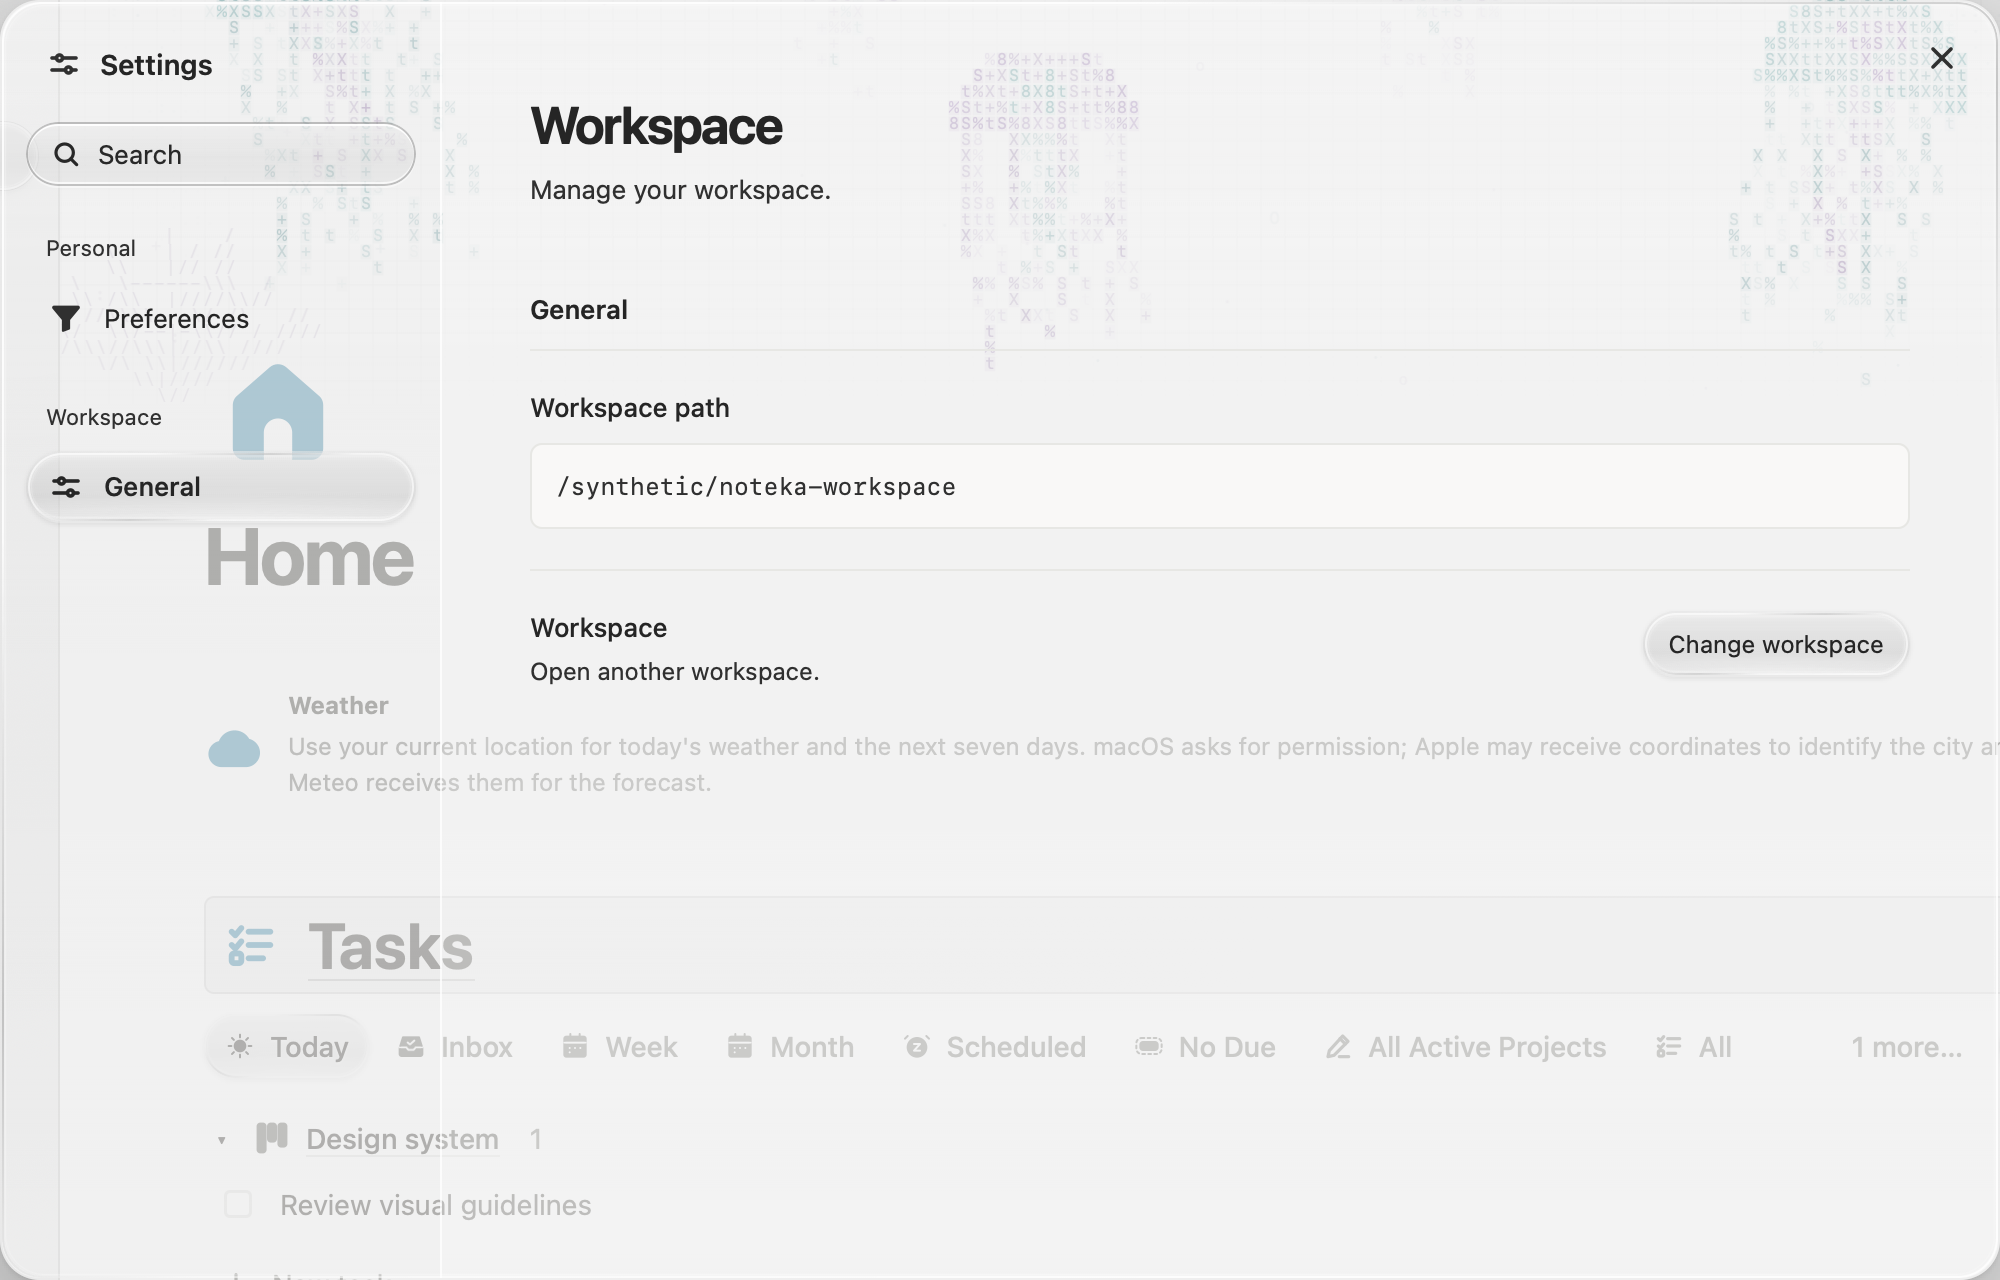 Settings
Search
Personal
Preferences
Workspace
General
Workspace
Manage your workspace.
General
Workspace path
/synthetic/noteka-workspace
Workspace
Open another workspace.
Change workspace
Home
Weather
Use your current location for today's weather and the next seven days. macOS asks for permission; Apple may receive coordinates to identify the city
Meteo receives them for the forecast.
Tasks
Today
Inbox
Week
Month
Scheduled
No Due
All Active Projects
All
1 more...
Design system 1
Review visual guidelines